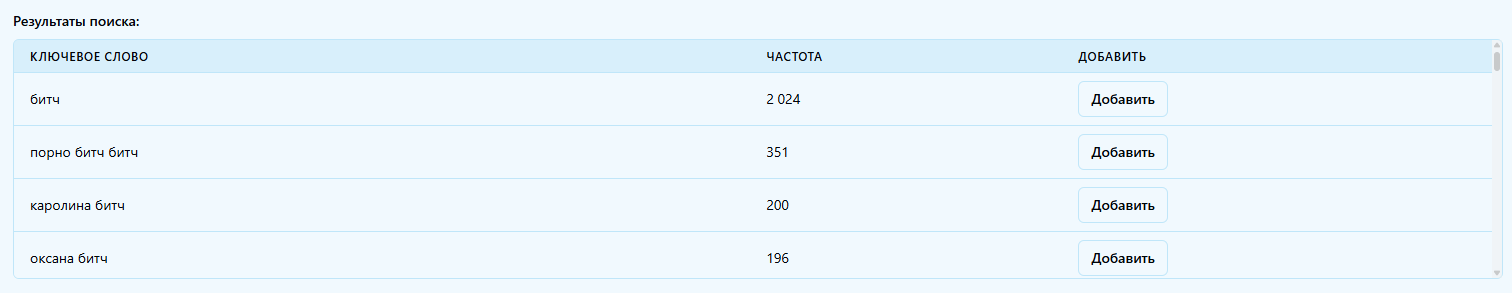 Результаты поиска:
КЛЮЧЕВОЕ СЛОВО ЧАСТОТА ДОБАВИТЬ
битч 2 024 Добавить
порно битч битч 351 Добавить
каролина битч 200 Добавить
оксана битч 196 Добавить